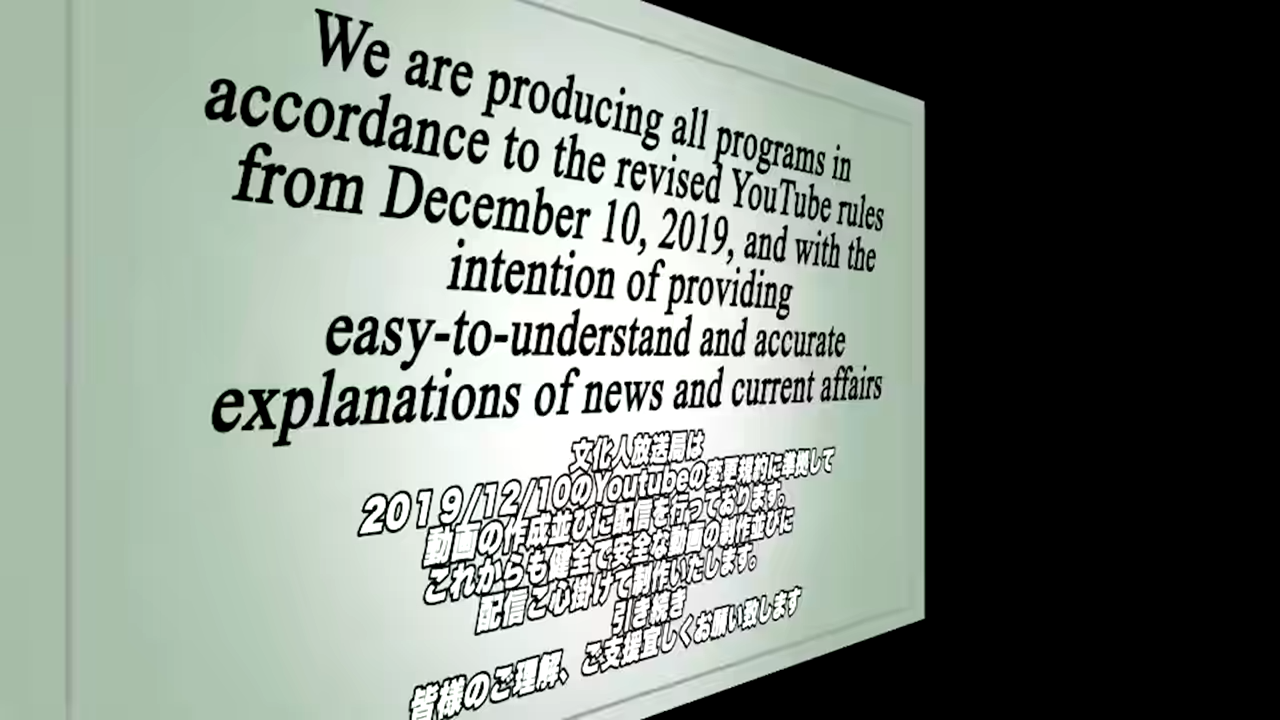 We are producing all programs in
accordance to the revised YouTube rules
from December 10, 2019, and with the
intention of providing
easy-to-understand and accurate
explanations of news and current affairs
文化人放送局は
2019/12/10のYoutubeの変更規約に準拠して
動画の作成並びに配信を行っております。
これからも健全で安全な動画の制作並びに
配信ご心掛けて制作いたします。
引き続き
皆様のご理解、ご支援宜しくお願い致します